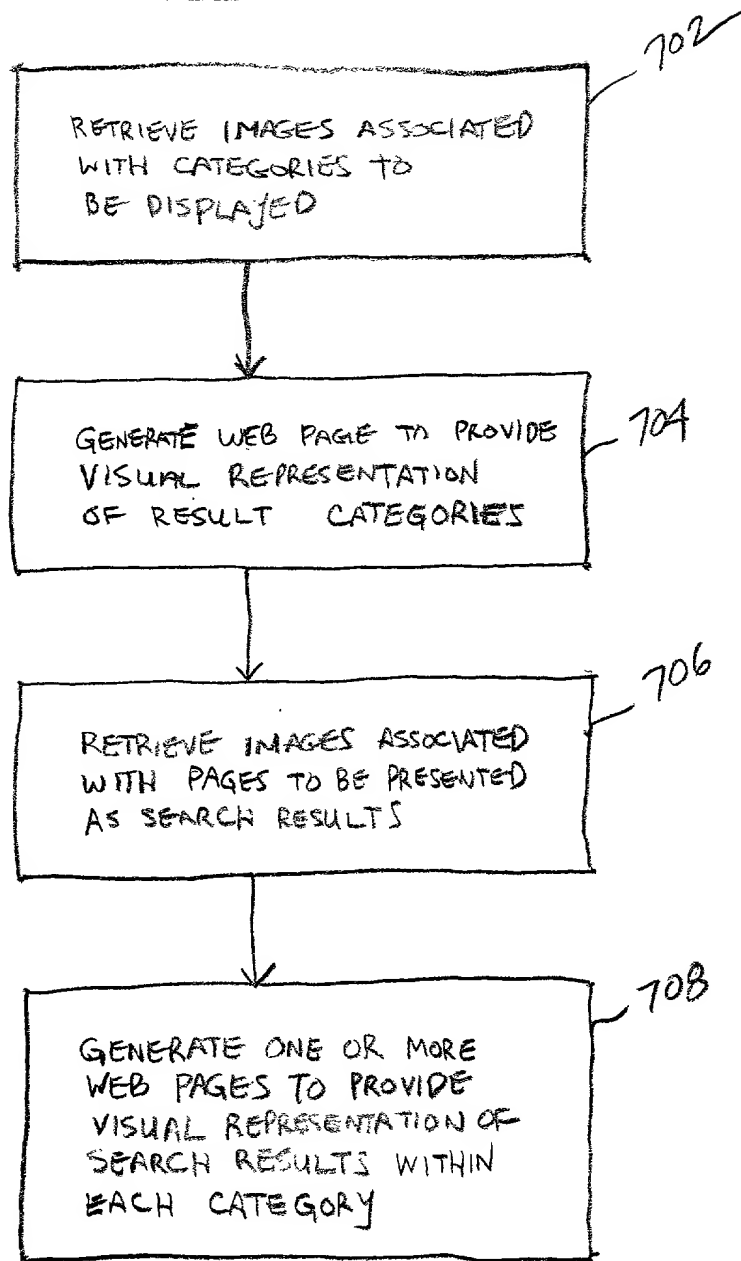 702
RETRIEVE IMAGES ASSOCIATED
WITH CATEGORIES TO
BE DISPLAYED
704
GENERATE WEB PAGE TO PROVIDE
VISUAL REPRESENTATION
OF RESULT CATEGORIES
706
RETRIEVE IMAGES ASSOCIATED
WITH PAGES TO BE PRESENTED
AS SEARCH RESULTS
708
GENERATE ONE OR MORE
WEB PAGES TO PROVIDE
VISUAL REPRESENTATION OF
SEARCH RESULTS WITHIN
EACH CATEGORY